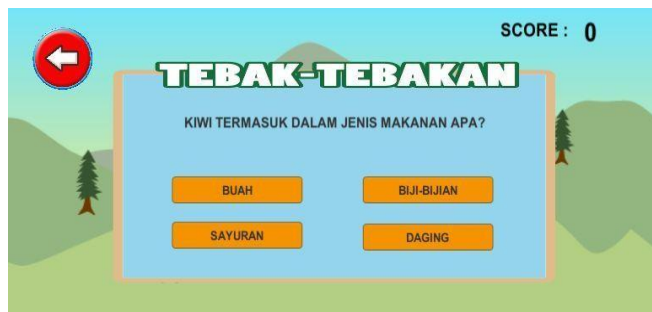 SCORE : 0
TEBAK-TEBAKAN
KIWI TERMASUK DALAM JENIS MAKANAN APA?
BUAH
BIJI-BIJIAN
SAYURAN
DAGING